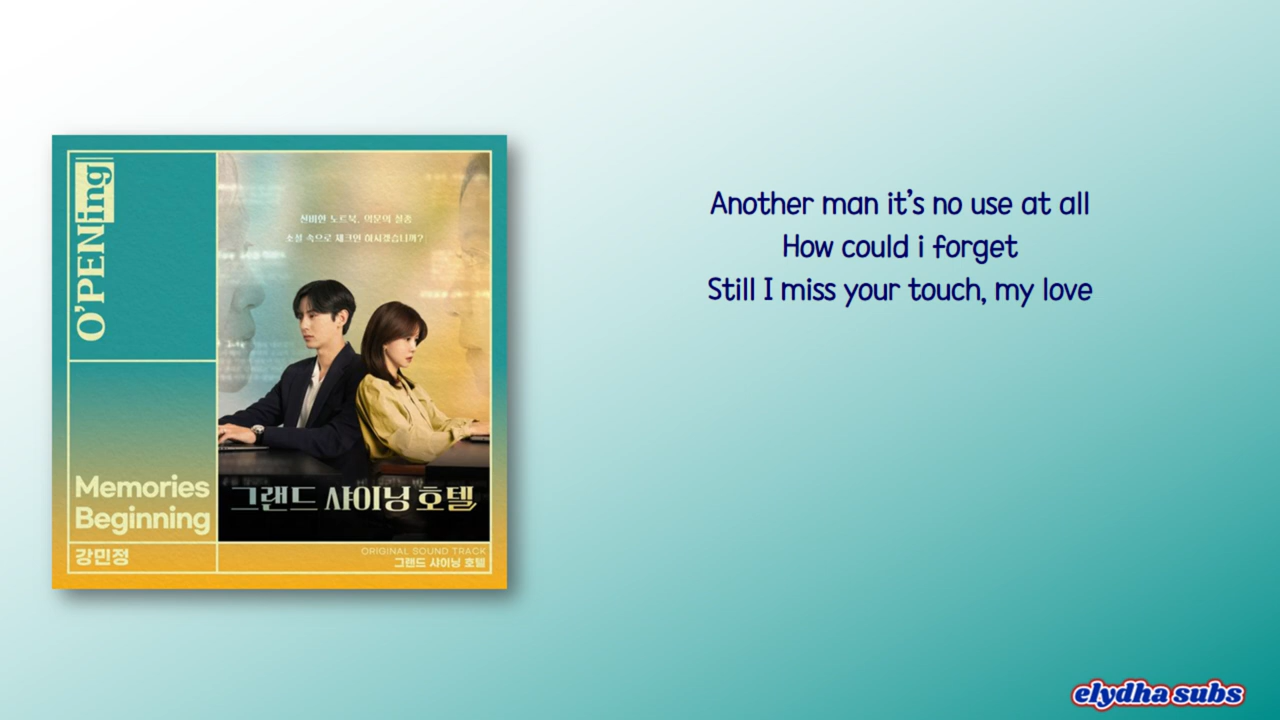 O'PENing
신비한 노트북, 의문의 실종
소설 속으로 체크인 하시겠습니까?
그랜드 샤이닝 호텔
Memories
Beginning
강민정
ORIGINAL SOUND TRACK
그랜드 샤이닝 호텔
Another man it's no use at all
How could i forget
Still I miss your touch, my love
elydha subs